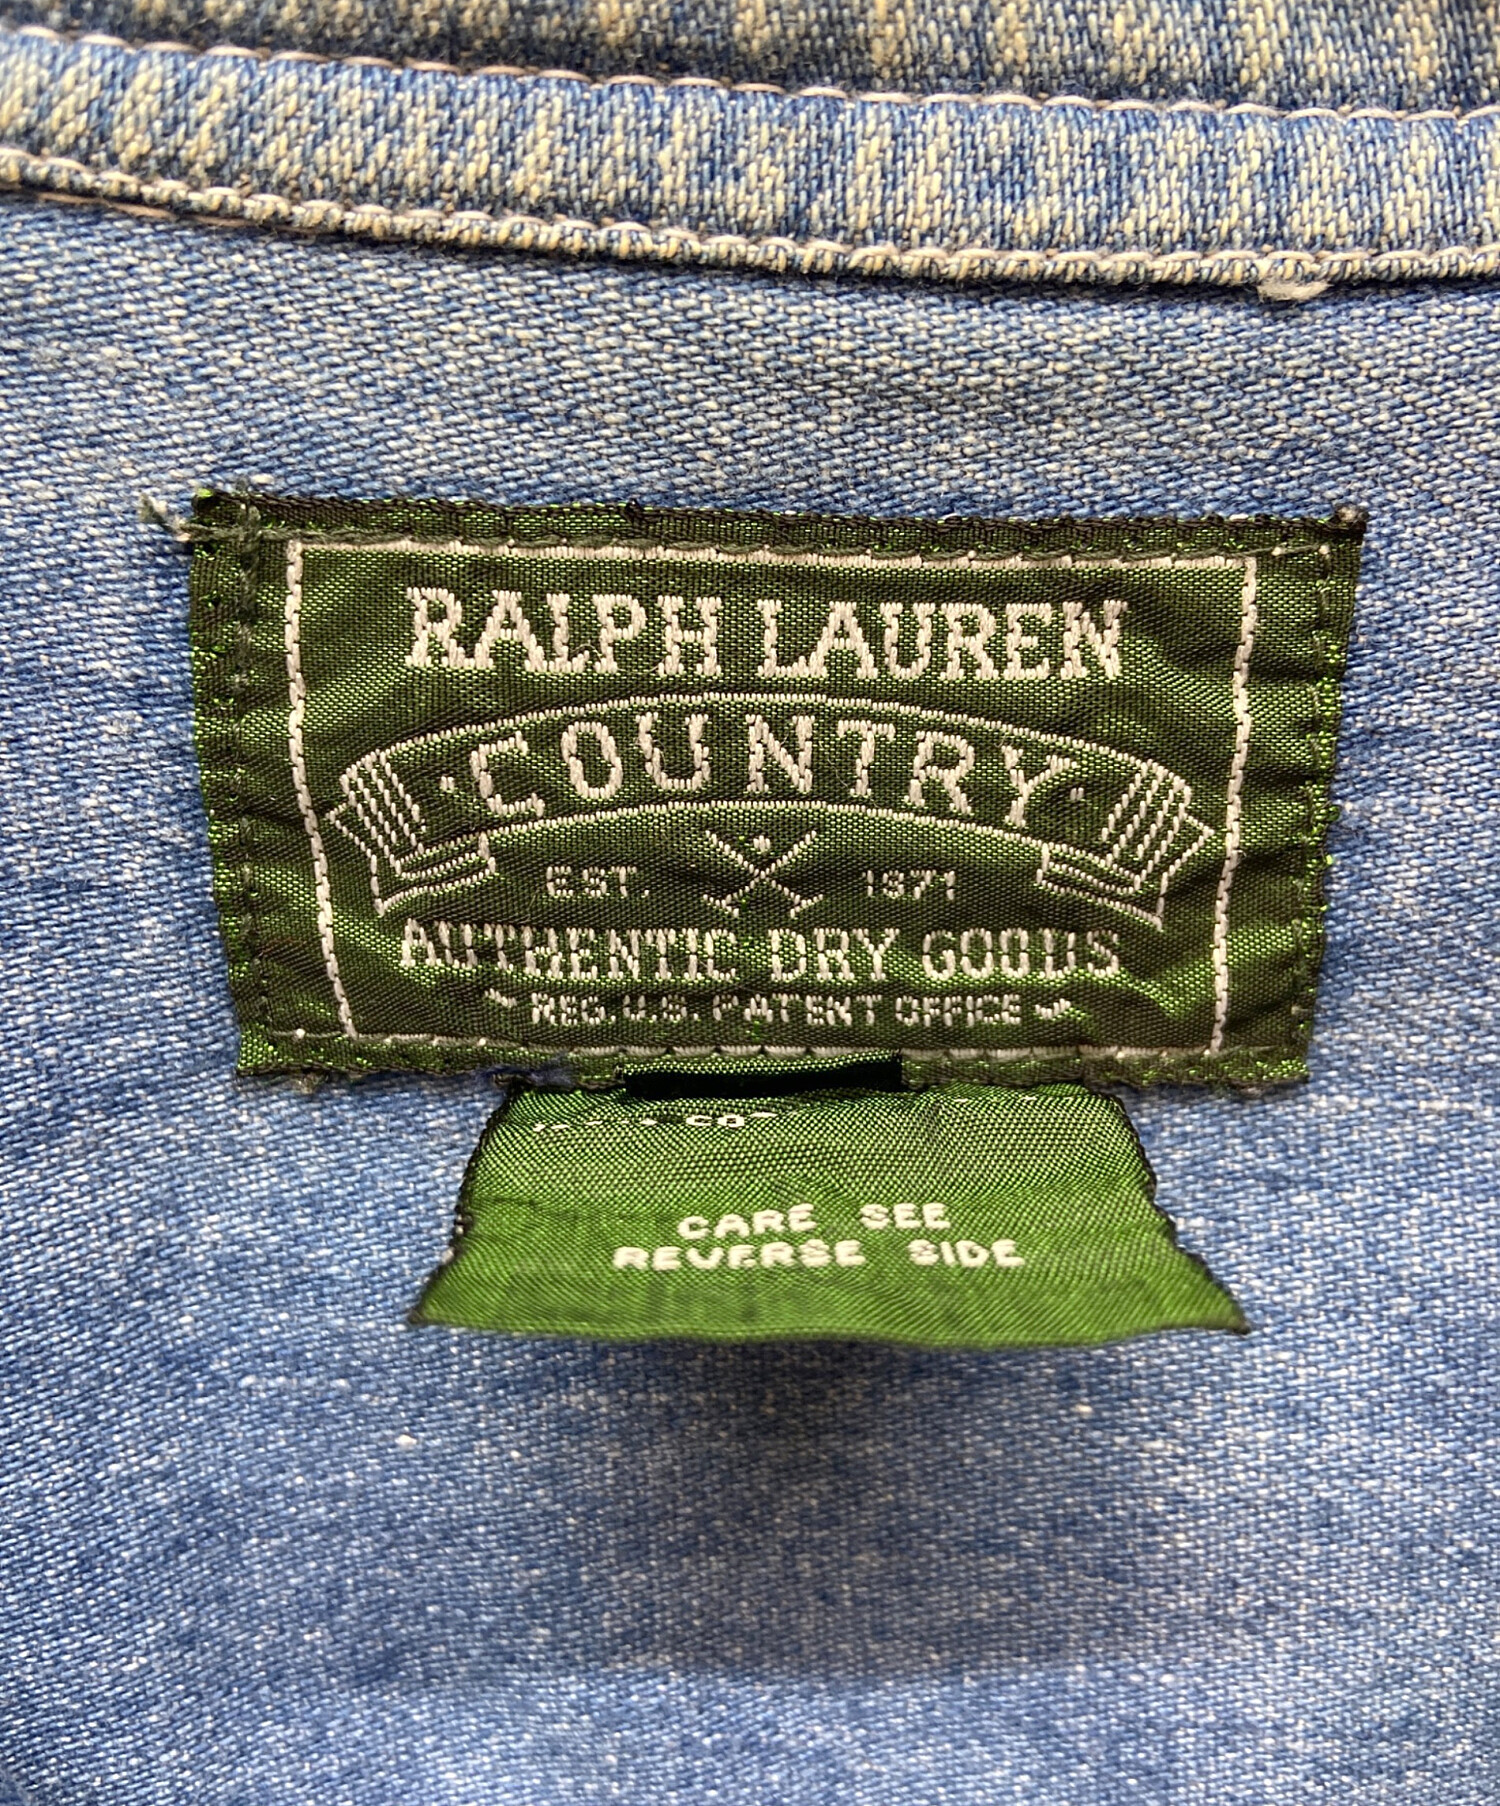 RALPH LAUREN
·COUNTRY·
EST. 1971
AUTHENTIC DRY GOODS
REG. U.S. PATENT OFFICE
CARE SEE
REVERSE SIDE